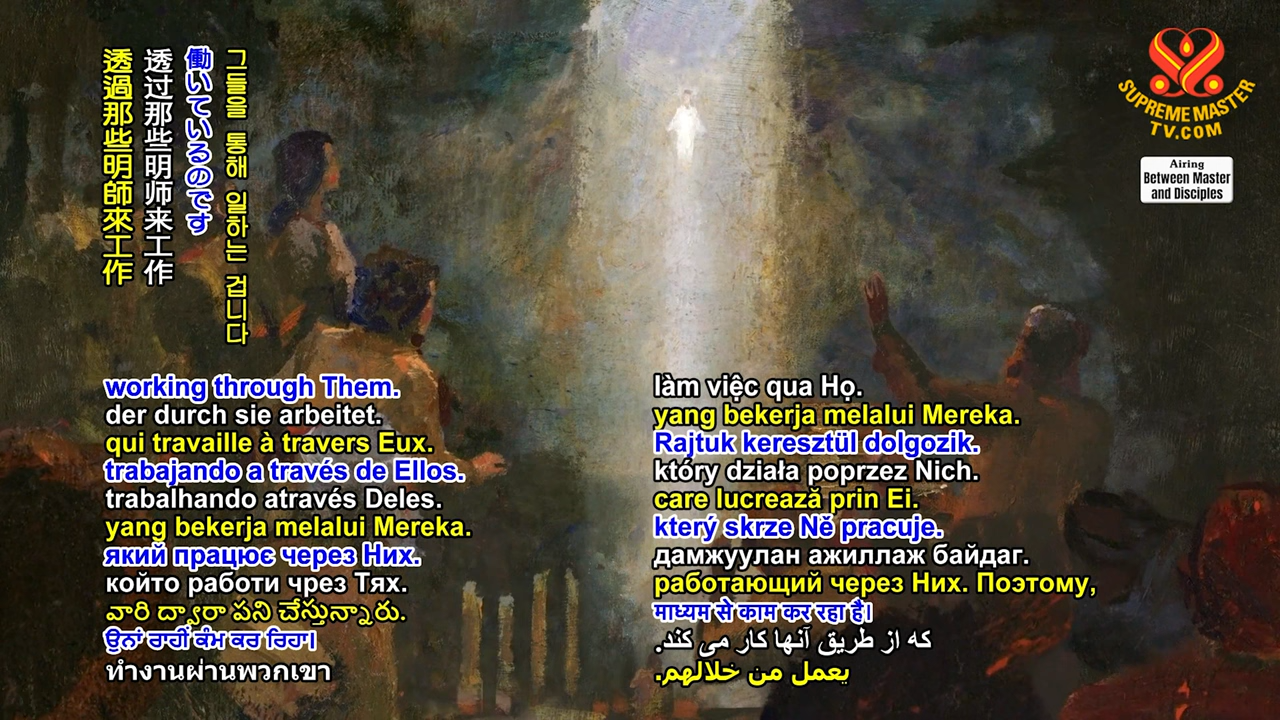 透過那些明師來工作
透过那些明师来工作
働いているのです
그들을 통해 일하는 겁니다
SUPREME MASTER
TV.COM
Airing
Between Master
and Disciples
working through Them.
der durch sie arbeitet.
qui travaille à travers Eux.
trabajando a través de Ellos.
trabalhando através Deles.
yang bekerja melalui Mereka.
який працює через Них.
който работи чрез Тях.
వారి ద్వారా పని చేస్తున్నారు.
ਉਨਾਂ ਰਾਹੀਂ ਕੰਮ ਕਰ ਰਿਹਾ।
ทำงานผ่านพวกเขา
làm việc qua Họ.
yang bekerja melalui Mereka.
Rajtuk keresztül dolgozik.
który działa poprzez Nich.
care lucrează prin Ei.
který skrze Ně pracuje.
дамжуулан ажиллаж байдаг.
работающий через Них. Поэтому,
माध्यम से काम कर रहा है।
که از طریق آنها کار می کند.
يعمل من خلالهم.